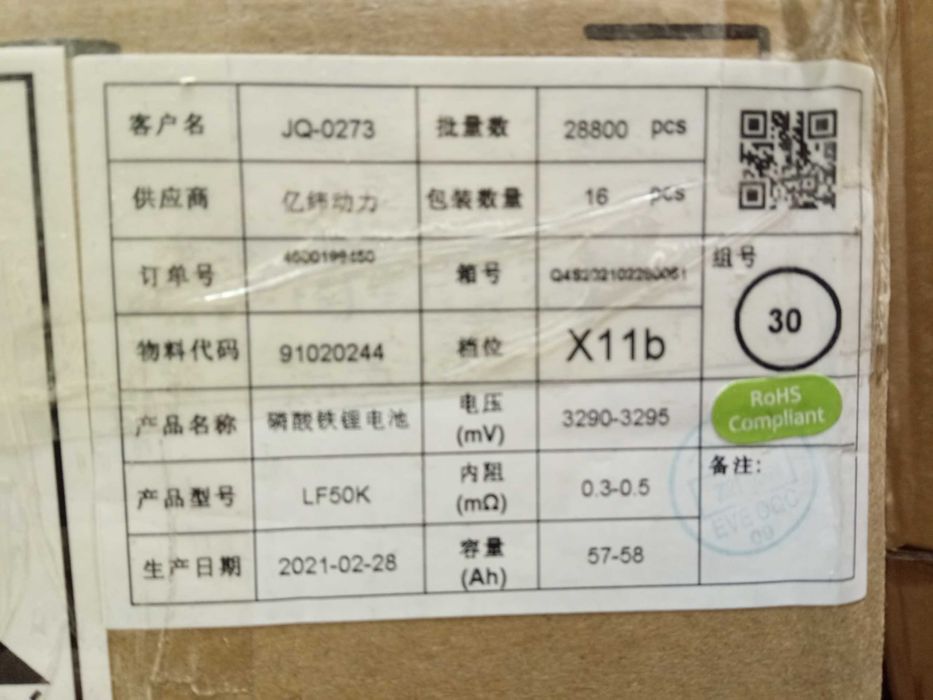 客户名 JQ-0273 批量数 28800 pcs
供应商 亿纬动力 包装数量 16 pcs
订单号 箱号 组号
物料代码 91020244 档位 X11b 30
产品名称 磷酸铁锂电池 电压 (mV) 3290-3295 RoHS Compliant
产品型号 LF50K 内阻 (mΩ) 0.3-0.5 备注:
EVE OQC
09
生产日期 2021-02-28 容量 (Ah) 57-58